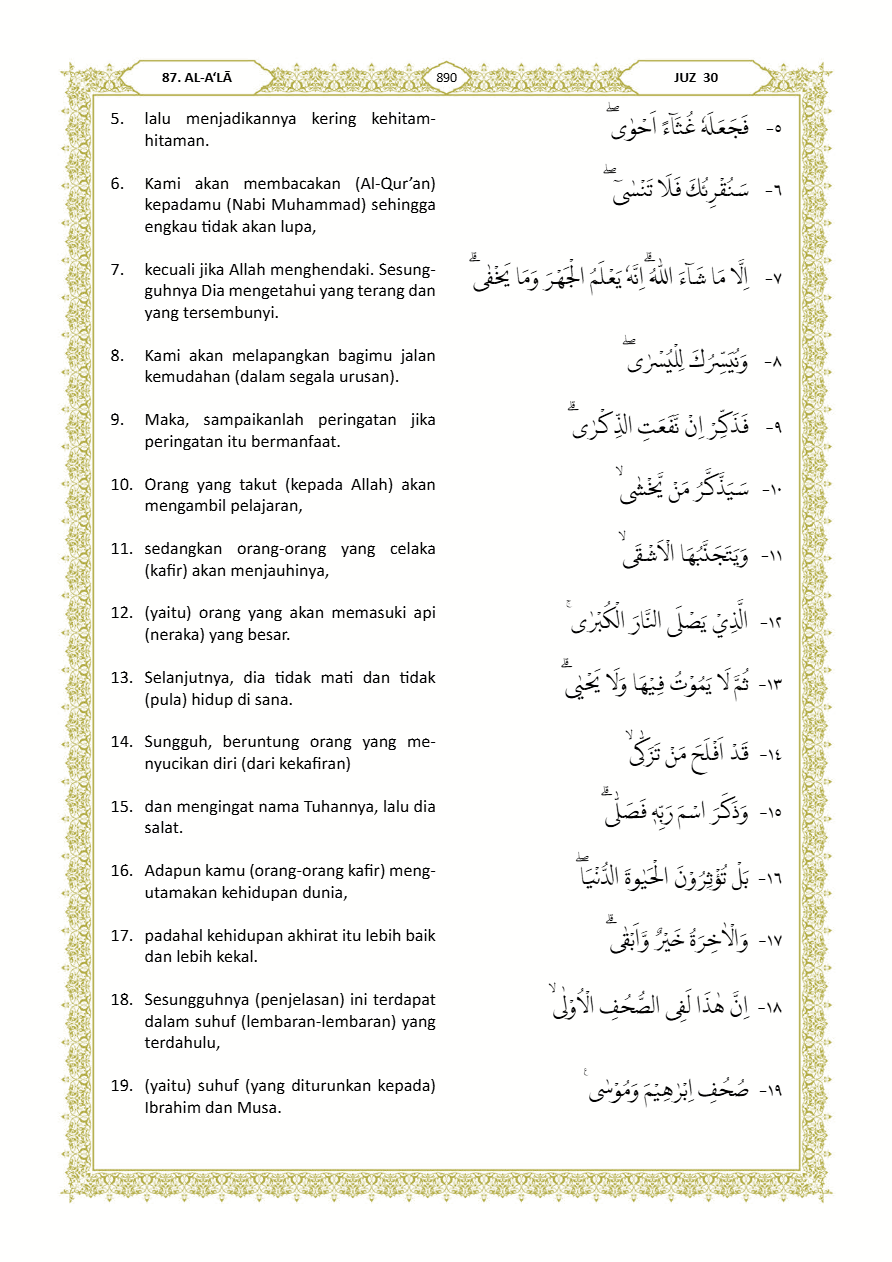 87. AL-A‘LĀ
890
JUZ 30
5. lalu menjadikannya kering kehitam-
hitaman.
٥- فَجَعَلَهٗ غُثَاۤءً اَحْوٰىۖ
6. Kami akan membacakan (Al-Qur’an)
kepadamu (Nabi Muhammad) sehingga
engkau tidak akan lupa,
٦- سَنُقْرِئُكَ فَلَا تَنْسٰىٓۖ
7. kecuali jika Allah menghendaki. Sesung-
guhnya Dia mengetahui yang terang dan
yang tersembunyi.
٧- اِلَّا مَا شَاۤءَ اللّٰهُۗ اِنَّهٗ يَعْلَمُ الْجَهْرَ وَمَا يَخْفٰىۗ
8. Kami akan melapangkan bagimu jalan
kemudahan (dalam segala urusan).
٨- وَنُيَسِّرُكَ لِلْيُسْرٰىۖ
9. Maka, sampaikanlah peringatan jika
peringatan itu bermanfaat.
٩- فَذَكِّرْ اِنْ نَّفَعَتِ الذِّكْرٰىۗ
10. Orang yang takut (kepada Allah) akan
mengambil pelajaran,
١٠- سَيَذَّكَّرُ مَنْ يَّخْشٰىۙ
11. sedangkan orang-orang yang celaka
(kafir) akan menjauhinya,
١١- وَيَتَجَنَّبُهَا الْاَشْقَىۙ
12. (yaitu) orang yang akan memasuki api
(neraka) yang besar.
١٢- الَّذِيْ يَصْلَى النَّارَ الْكُبْرٰىۚ
13. Selanjutnya, dia tidak mati dan tidak
(pula) hidup di sana.
١٣- ثُمَّ لَا يَمُوْتُ فِيْهَا وَلَا يَحْيٰىۗ
14. Sungguh, beruntung orang yang me-
nyucikan diri (dari kekafiran)
١٤- قَدْ اَفْلَحَ مَنْ تَزَكّٰىۙ
15. dan mengingat nama Tuhannya, lalu dia
salat.
١٥- وَذَكَرَ اسْمَ رَبِّهٖ فَصَلّٰىۗ
16. Adapun kamu (orang-orang kafir) meng-
utamakan kehidupan dunia,
١٦- بَلْ تُؤْثِرُوْنَ الْحَيٰوةَ الدُّنْيَاۖ
17. padahal kehidupan akhirat itu lebih baik
dan lebih kekal.
١٧- وَالْاٰخِرَةُ خَيْرٌ وَّاَبْقٰىۗ
18. Sesungguhnya (penjelasan) ini terdapat
dalam suhuf (lembaran-lembaran) yang
terdahulu,
١٨- اِنَّ هٰذَا لَفِى الصُّحُفِ الْاُوْلٰىۙ
19. (yaitu) suhuf (yang diturunkan kepada)
Ibrahim dan Musa.
١٩- صُحُفِ اِبْرٰهِيْمَ وَمُوْسٰى ࣖ